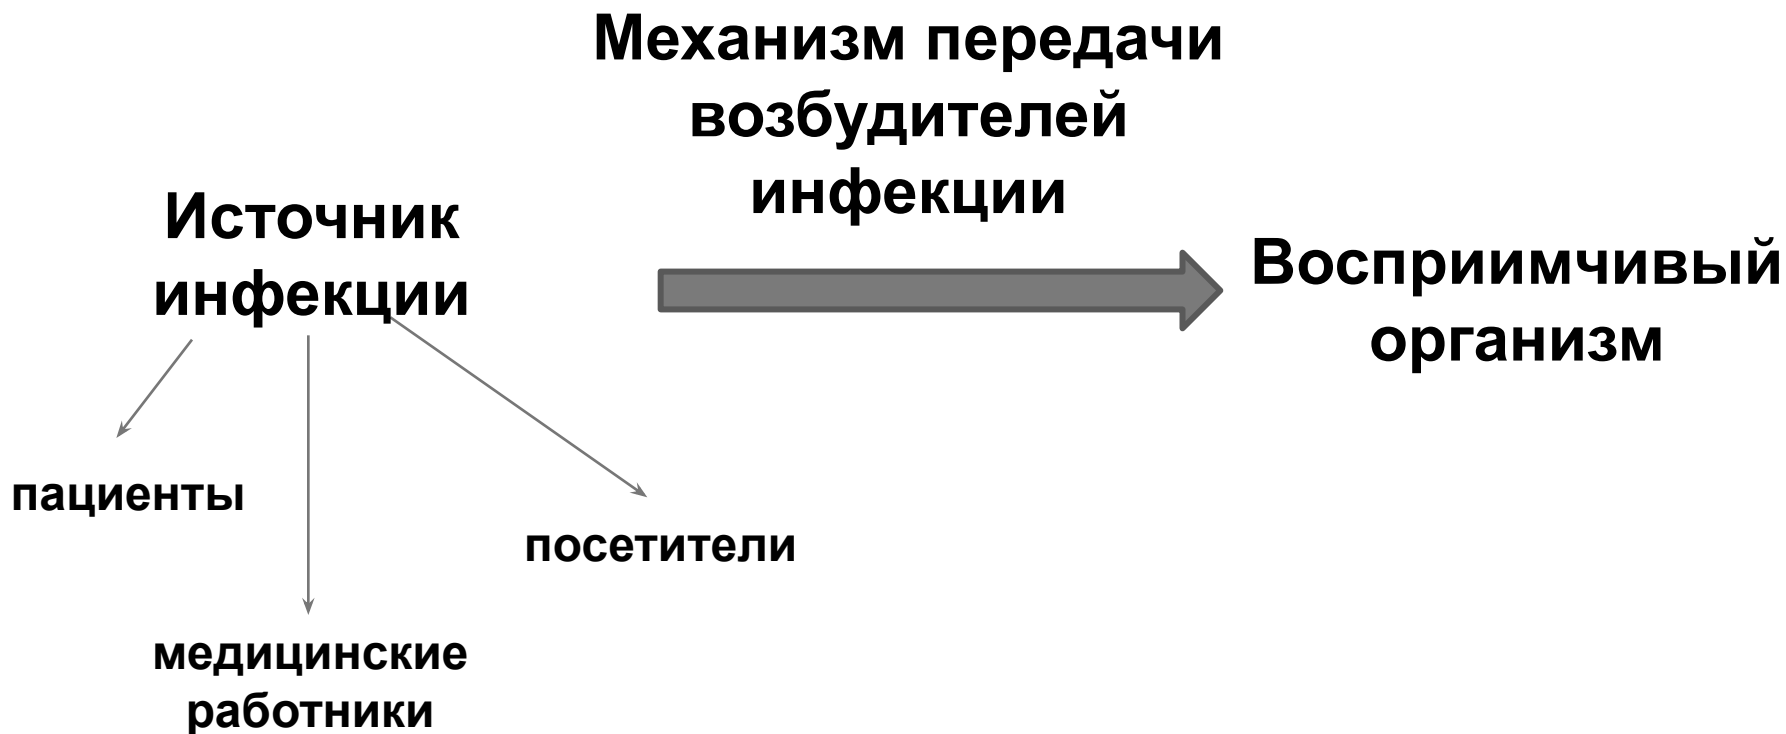 Механизм передачи
возбудителей
инфекции
Источник
инфекции
Восприимчивый
организм
пациенты
посетители
медицинские
работники